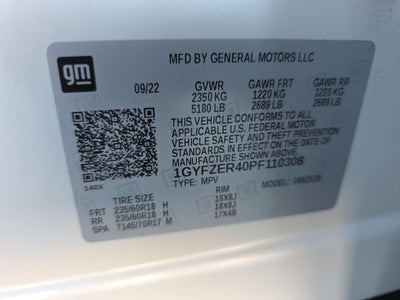 gm
MFD BY GENERAL MOTORS LLC
09/22 GVWR GAWR FRT GAWR RR
2350 KG 1220 KG 1220 KG
5180 LB 2689 LB 2689 LB
THIS VEHICLE CONFORMS TO ALL
APPLICABLE U.S. FEDERAL MOTOR
VEHICLE SAFETY AND THEFT PREVENTION
STANDARDS IN EFFECT ON THE DATE
OF MANUFACTURE SHOWN ABOVE.
1GYFZER40PF110308
TYPE: MPV MODEL:
140X
TIRE SIZE RIM
FRT 235/60R18 H 18X8J
RR 235/60R18 H 18X8J
SPA T145/70R17 M 17X4B